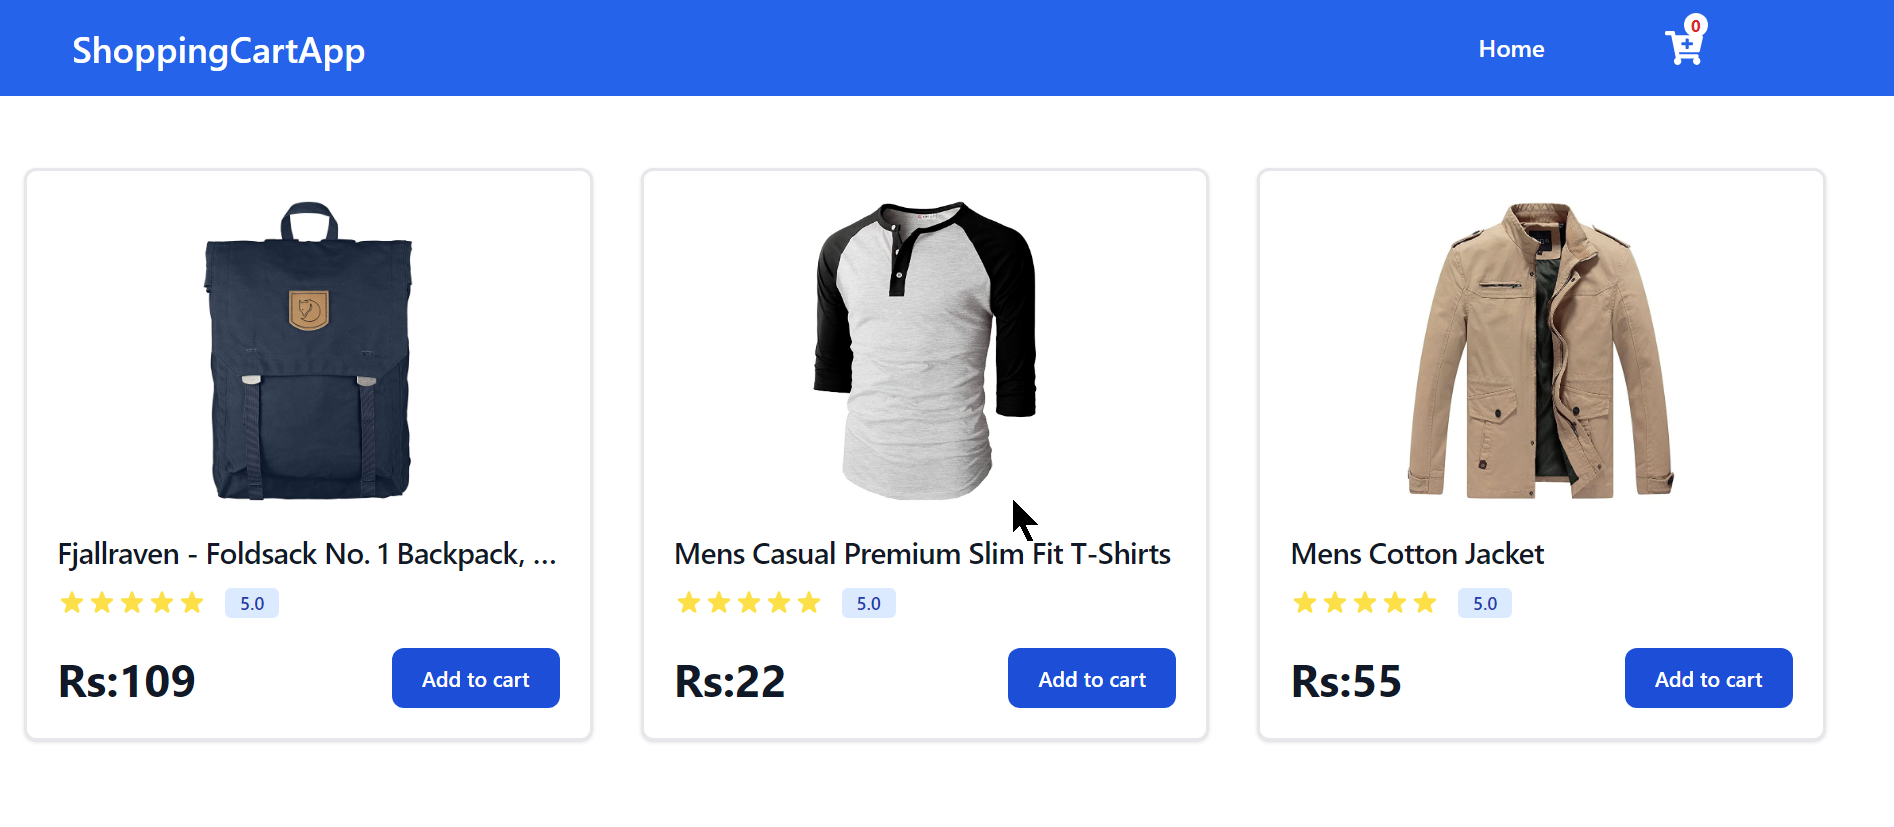 ShoppingCartApp
Home
0
Fjallraven - Foldsack No. 1 Backpack, ...
5.0
Rs:109
Add to cart
Mens Casual Premium Slim Fit T-Shirts
5.0
Rs:22
Add to cart
Mens Cotton Jacket
5.0
Rs:55
Add to cart